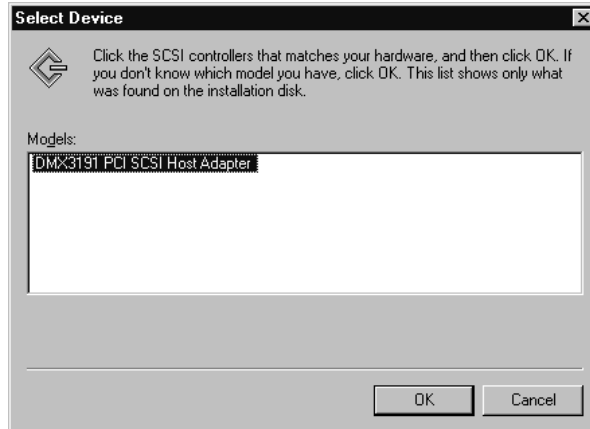 Select Device
Click the SCSI controllers that matches your hardware, and then click OK. If
you don't know which model you have, click OK. This list shows only what
was found on the installation disk.
Models:
DMX3191 PCI SCSI Host Adapter
OK
Cancel